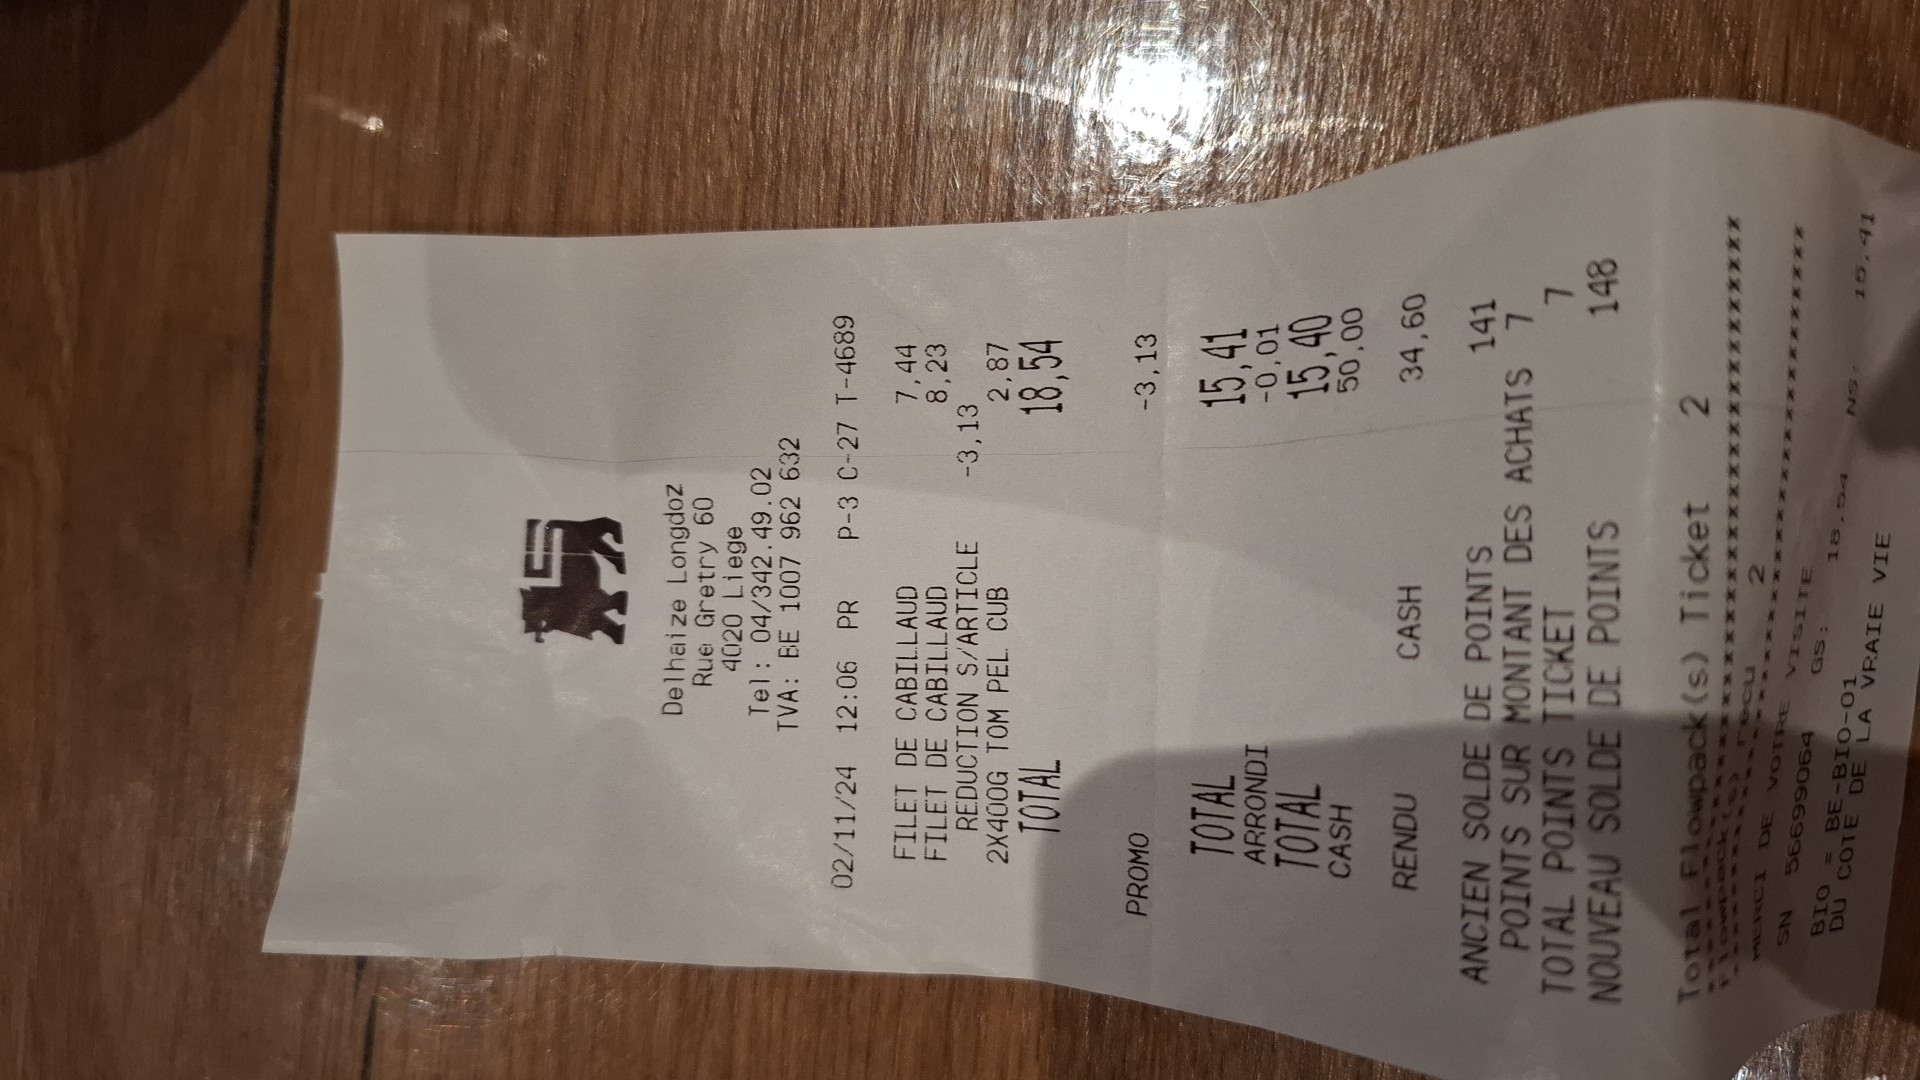 Delhaize Longdoz
Rue Gretry 60
4020 Liege
Tel: 04/342.49.02
TVA: BE 1007 962 632
02/11/24 12:06 PR P-3 C-27 T-4689
FILET DE CABILLAUD 7,44
FILET DE CABILLAUD 8,23
REDUCTION S/ARTICLE -3,13
2X400G TOM PEL. CUB 2,87
TOTAL 18,54
PROMO -3,13
TOTAL 15,41
ARRONDI -0,01
TOTAL 15,40
CASH 50,00
RENDU CASH 34,60
ANCIEN SOLDE DE POINTS 141
POINTS SUR MONTANT DES ACHATS 7
TOTAL POINTS TICKET 7
NOUVEAU SOLDE DE POINTS 148
Total Flowpack(s) Ticket 2
xxxxxxxxxxxxxxxxxxxxxxxxxxxxxxxxxxxxxx
Flowpack(s) recu 2
xxxxxxxxxxxxxxxxxxxxxxxxxxxxxxxxxxxxxx
MERCI DE VOTRE VISITE
SN 56699064 GS: 18,54 NS: 15,41
BIO = BE-BIO-01
DU COTE DE LA VRAIE VIE